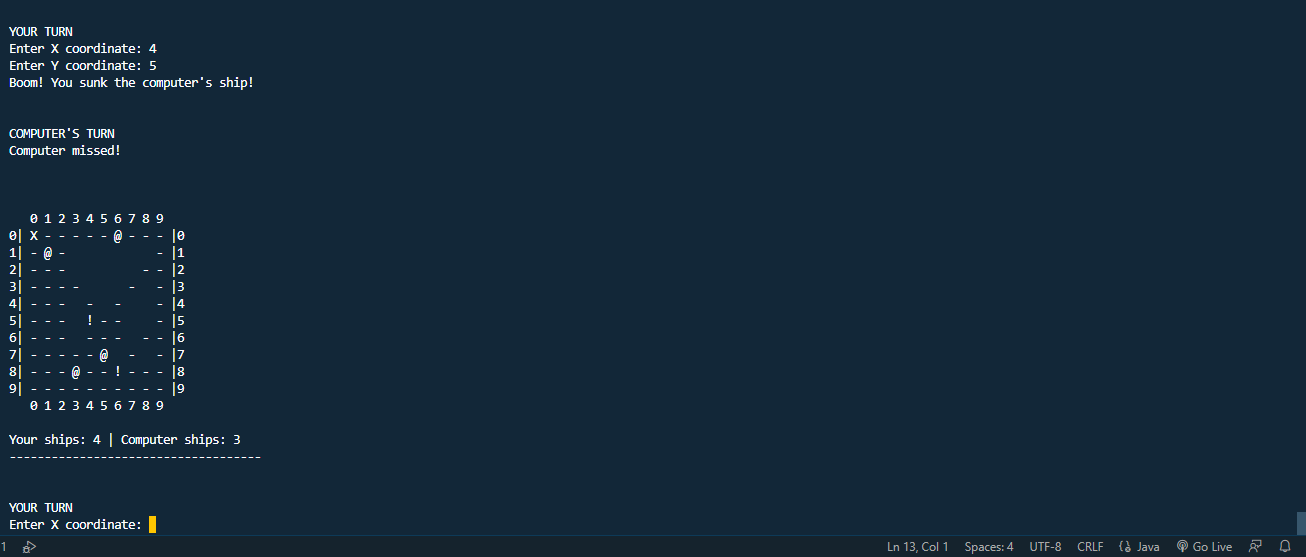 YOUR TURN
Enter X coordinate: 4
Enter Y coordinate: 5
Boom! You sunk the computer's ship!
COMPUTER'S TURN
Computer missed!
   0 1 2 3 4 5 6 7 8 9
0| X - - - - - @ - - - |0
1| - @ -             - |1
2| - - -           - - |2
3| - - - -       -   - |3
4| - - -   -   -     - |4
5| - - -   ! - -     - |5
6| - - -   - - -   - - |6
7| - - - - - @   -   - |7
8| - - - @ - - ! - - - |8
9| - - - - - - - - - - |9
   0 1 2 3 4 5 6 7 8 9
Your ships: 4 | Computer ships: 3
------------------------------------
YOUR TURN
Enter X coordinate:
1 Ln 13, Col 1 Spaces: 4 UTF-8 CRLF Java Go Live